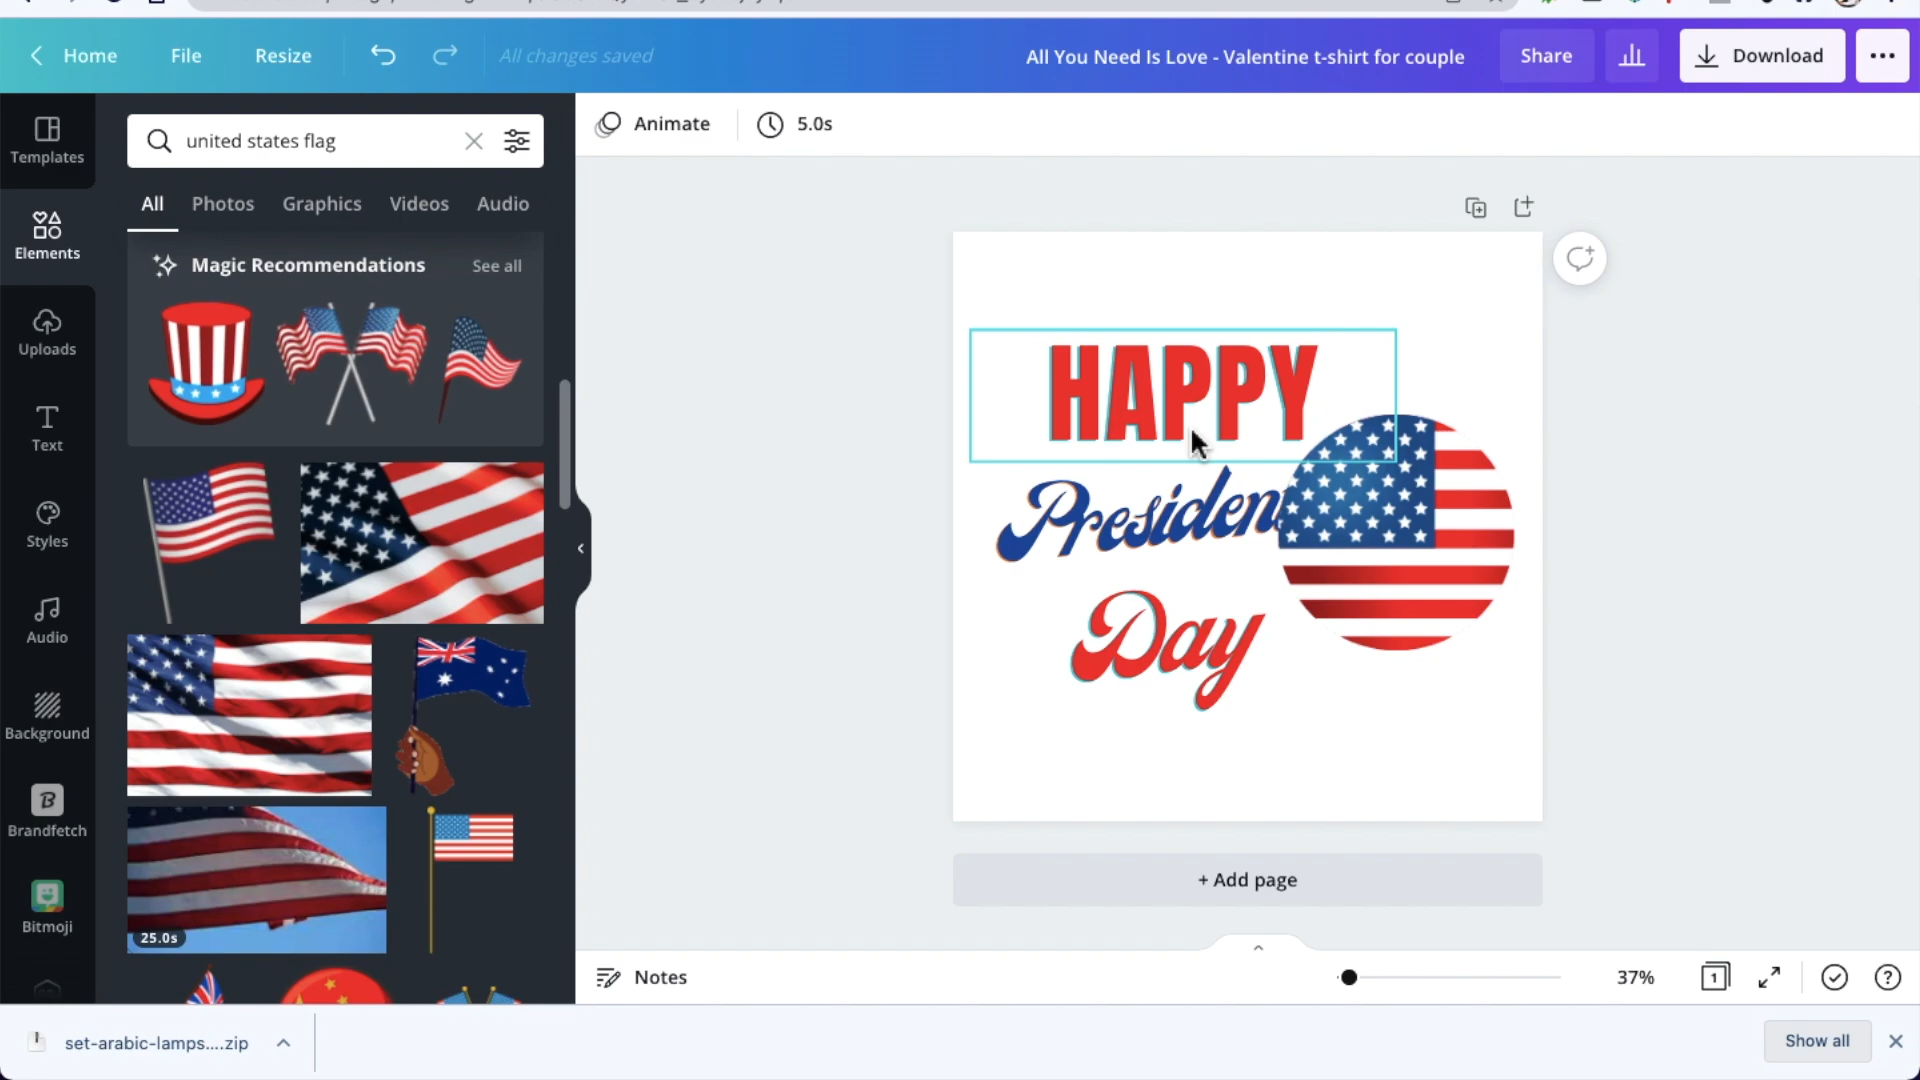 Home
File
Resize
All changes saved
All You Need Is Love - Valentine t-shirt for couple
Share
Download
Templates
Elements
Uploads
Text
Styles
Audio
Background
Brandfetch
Bitmoji
united states flag
All
Photos
Graphics
Videos
Audio
Magic Recommendations
See all
25.0s
Animate
5.0s
HAPPY
Presiden
Day
+ Add page
Notes
37%
1
set-arabic-lamps....zip
Show all